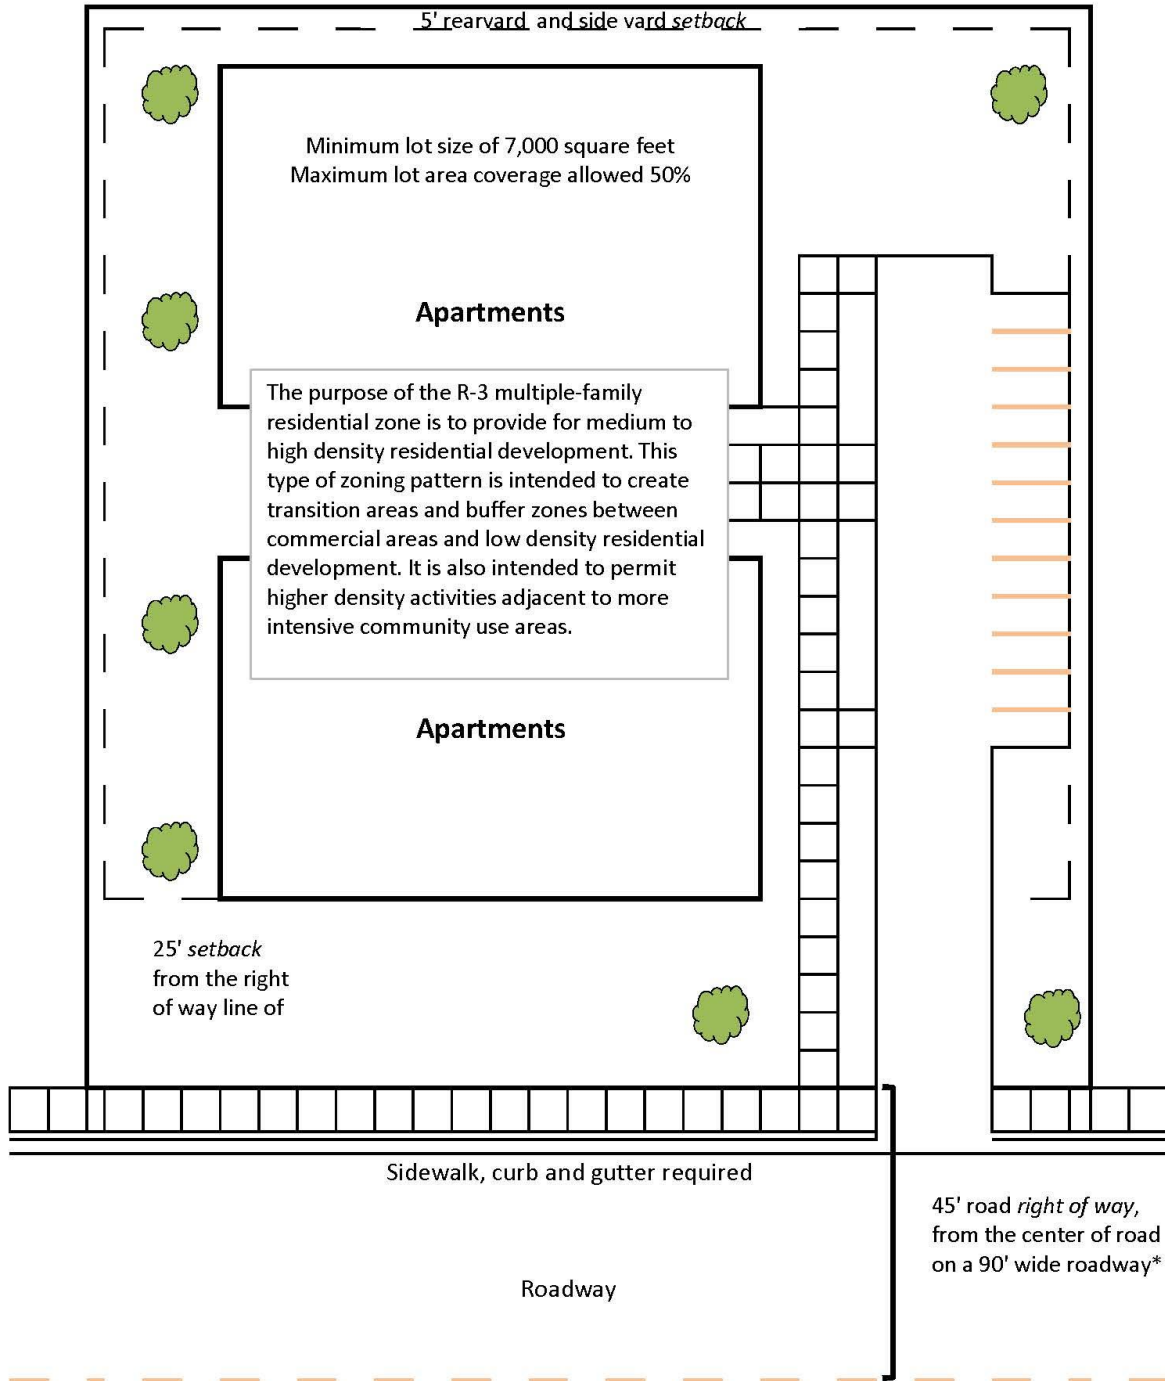 5' rearyard and side yard setback
Minimum lot size of 7,000 square feet
Maximum lot area coverage allowed 50%
Apartments
The purpose of the R-3 multiple-family
residential zone is to provide for medium to
high density residential development. This
type of zoning pattern is intended to create
transition areas and buffer zones between
commercial areas and low density residential
development. It is also intended to permit
higher density activities adjacent to more
intensive community use areas.
Apartments
25' setback
from the right
of way line of
Sidewalk, curb and gutter required
45' road right of way,
from the center of road
on a 90' wide roadway*
Roadway